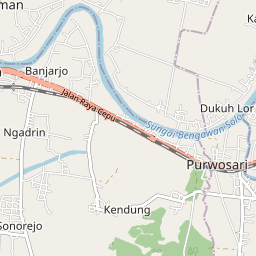 man
Ka
Banjarjo
Jalan Raya Cepu
Dukuh Lor
Sungai Bengawan Solo
Ngadrin
Purwosari
Kendung
Sonorejo